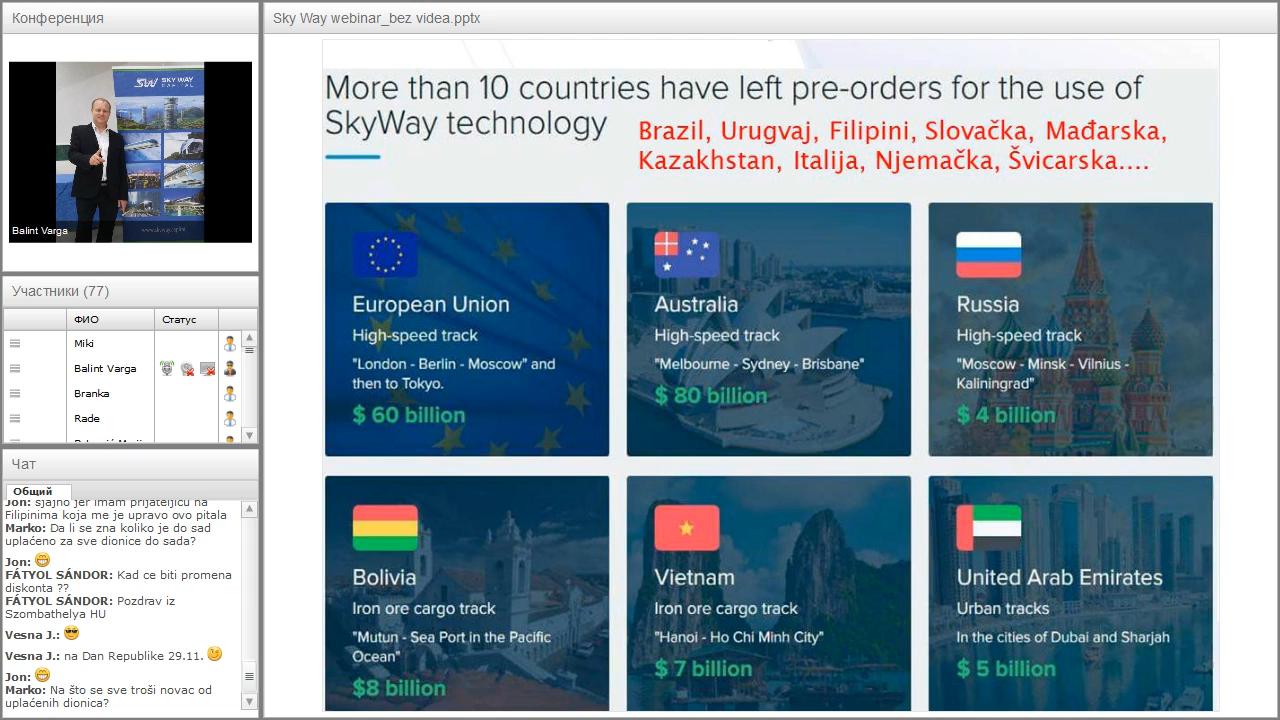 Конференция
SKY WAY
CAPITAL
Balint Varga
Участники (77)
ФИО Статус
Miki
Balint Varga
Branka
Rade
Чат
Общий
Jon: sjajno jer imam prijateljicu na
Filipinima koja me je upravo ovo pitala
Marko: Da li se zna koliko je do sad
uplaćeno za sve dionice do sada?
Jon:
FÁTYOL SÁNDOR: Kad ce biti promena
diskonta ??
FÁTYOL SÁNDOR: Pozdrav iz
Szombathelya HU
Vesna J.:
Vesna J.: na Dan Republike 29.11.
Jon:
Marko: Na što se sve troši novac od
uplaćenih dionica?
Sky Way webinar_bez videa.pptx
More than 10 countries have left pre-orders for the use of
SkyWay technology
Brazil, Urugvaj, Filipini, Slovačka, Mađarska,
Kazakhstan, Italija, Njemačka, Švicarska....
European Union
High-speed track
"London - Berlin - Moscow" and
then to Tokyo.
$ 60 billion
Australia
High-speed track
"Melbourne - Sydney - Brisbane"
$ 80 billion
Russia
High-speed track
"Moscow - Minsk - Vilnius -
Kaliningrad"
$ 4 billion
Bolivia
Iron ore cargo track
"Mutun - Sea Port in the Pacific
Ocean"
$8 billion
Vietnam
Iron ore cargo track
"Hanoi - Ho Chi Minh City"
$ 7 billion
United Arab Emirates
Urban tracks
In the cities of Dubai and Sharjah
$ 5 billion